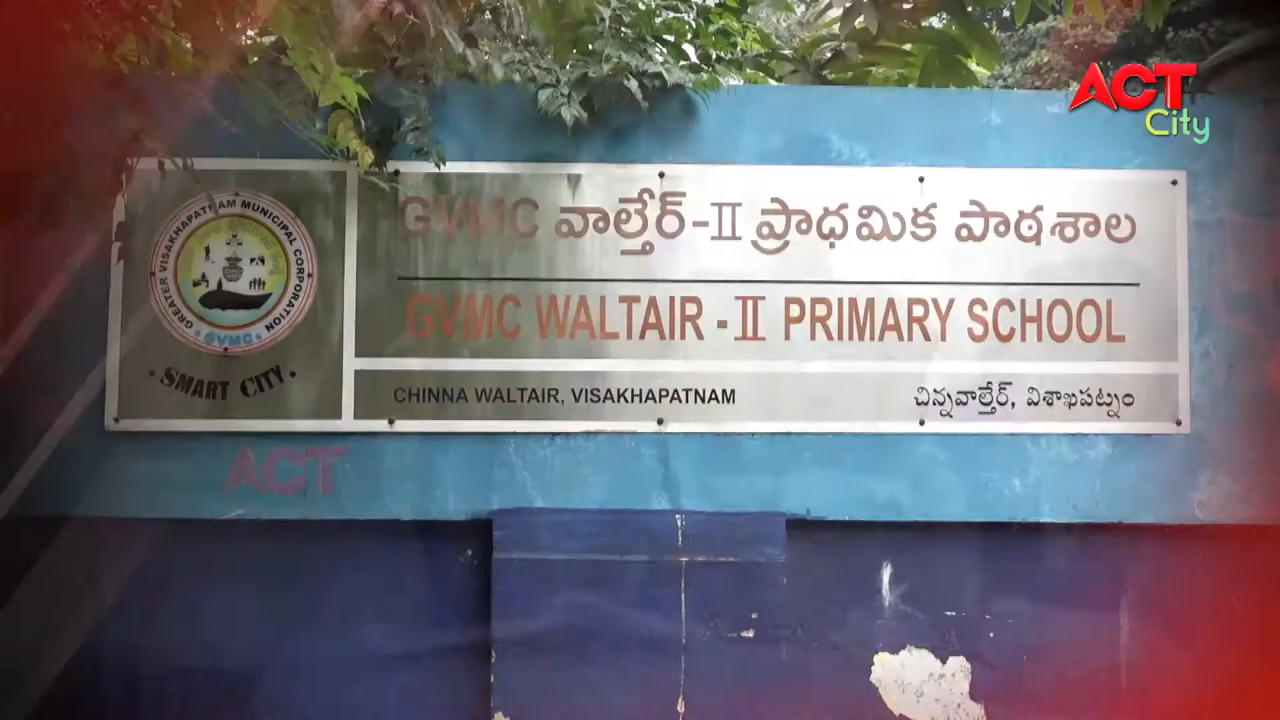 ACT
City
GVMC వాల్తేర్-II ప్రాథమిక పాఠశాల
GVMC WALTAIR - II PRIMARY SCHOOL
GREATER VISAKHAPATNAM MUNICIPAL CORPORATION
GVMC
• SMART CITY •
CHINNA WALTAIR, VISAKHAPATNAM
చిన్నవాల్తేర్, విశాఖపట్నం
ACT